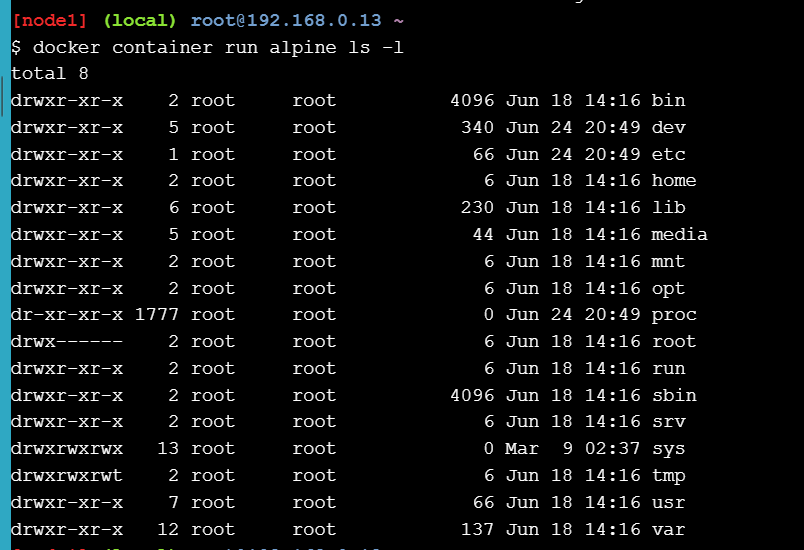 [node1] (local) root@192.168.0.13 ~
$ docker container run alpine ls -l
total 8
drwxr-xr-x    2 root     root          4096 Jun 18 14:16 bin
drwxr-xr-x    5 root     root           340 Jun 24 20:49 dev
drwxr-xr-x    1 root     root            66 Jun 24 20:49 etc
drwxr-xr-x    2 root     root             6 Jun 18 14:16 home
drwxr-xr-x    6 root     root           230 Jun 18 14:16 lib
drwxr-xr-x    5 root     root            44 Jun 18 14:16 media
drwxr-xr-x    2 root     root             6 Jun 18 14:16 mnt
drwxr-xr-x    2 root     root             6 Jun 18 14:16 opt
dr-xr-xr-x 1777 root     root             0 Jun 24 20:49 proc
drwx------    2 root     root             6 Jun 18 14:16 root
drwxr-xr-x    2 root     root             6 Jun 18 14:16 run
drwxr-xr-x    2 root     root          4096 Jun 18 14:16 sbin
drwxr-xr-x    2 root     root             6 Jun 18 14:16 srv
drwxrwxrwx   13 root     root             0 Mar  9 02:37 sys
drwxrwxrwt    2 root     root             6 Jun 18 14:16 tmp
drwxr-xr-x    7 root     root            66 Jun 18 14:16 usr
drwxr-xr-x   12 root     root           137 Jun 18 14:16 var